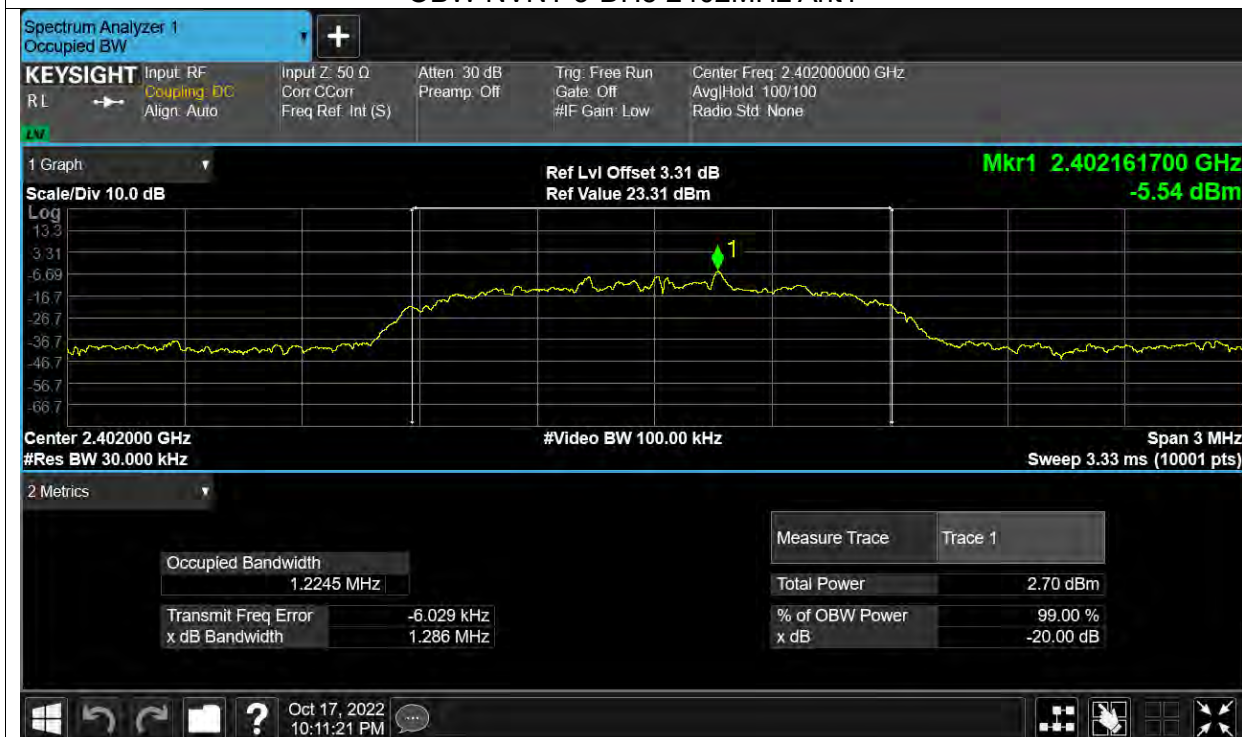 Spectrum Analyzer 1
Occupied BW
KEYSIGHT
RL
Input: RF
Coupling: DC
Align: Auto
Input Z: 50 Ω
Corr CCorr
Freq Ref: Int (S)
Atten: 30 dB
Preamp: Off
Trig: Free Run
Gate: Off
#IF Gain: Low
Center Freq: 2.402000000 GHz
Avg|Hold: 100/100
Radio Std: None
1 Graph
Scale/Div 10.0 dB
Ref Lvl Offset 3.31 dB
Ref Value 23.31 dBm
Mkr1 2.402161700 GHz
-5.54 dBm
Log
13.3
3.31
-6.69
-16.7
-26.7
-36.7
-46.7
-56.7
-66.7
1
Center 2.402000 GHz
#Res BW 30.000 kHz
#Video BW 100.00 kHz
Span 3 MHz
Sweep 3.33 ms (10001 pts)
2 Metrics
Measure Trace Trace 1
Occupied Bandwidth
1.2245 MHz
Total Power 2.70 dBm
Transmit Freq Error -6.029 kHz
% of OBW Power 99.00 %
x dB Bandwidth 1.286 MHz
x dB -20.00 dB
Oct 17, 2022
10:11:21 PM